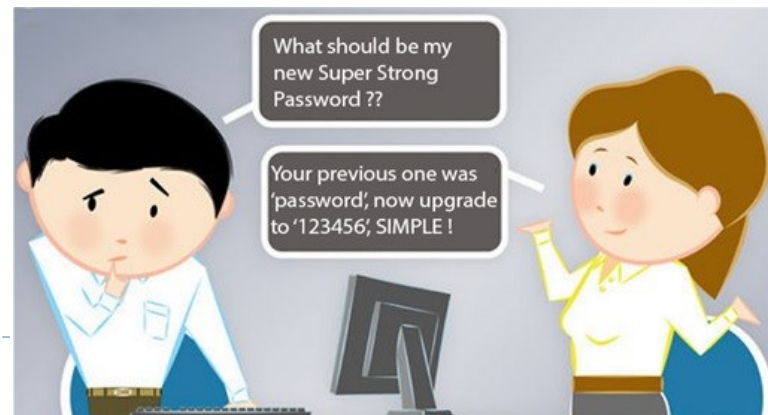 What should be my
new Super Strong
Password ??
Your previous one was
‘password’, now upgrade
to ‘123456’, SIMPLE !